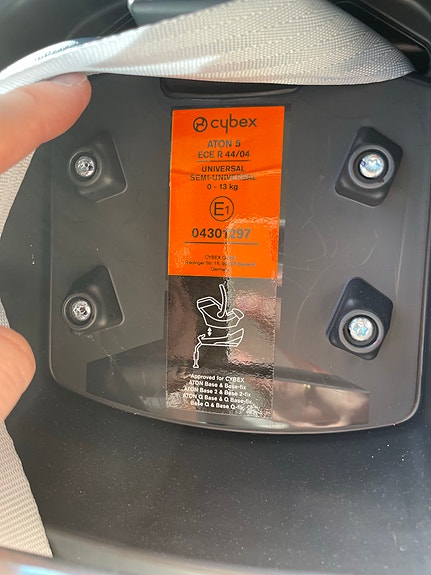 cybex
ATON 5
ECE R 44/04
UNIVERSAL
SEMI-UNIVERSAL
0 - 13 kg
E1
04301297
CYBEX
Germany
Approved for CYBEX
ATON Base & Base-fix
ATON Base 2 & Base 2-fix
ATON Q Base & Q Base-fix
Base Q & Base Q-fix